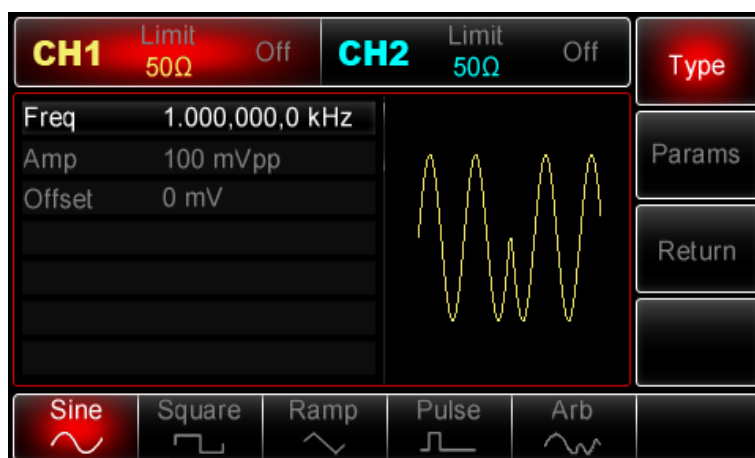 CH1 Limit 50Ω Off CH2 Limit 50Ω Off
Type
Freq 1.000,000,0 kHz
Amp 100 mVpp
Offset 0 mV
Params
Return
Sine Square Ramp Pulse Arb